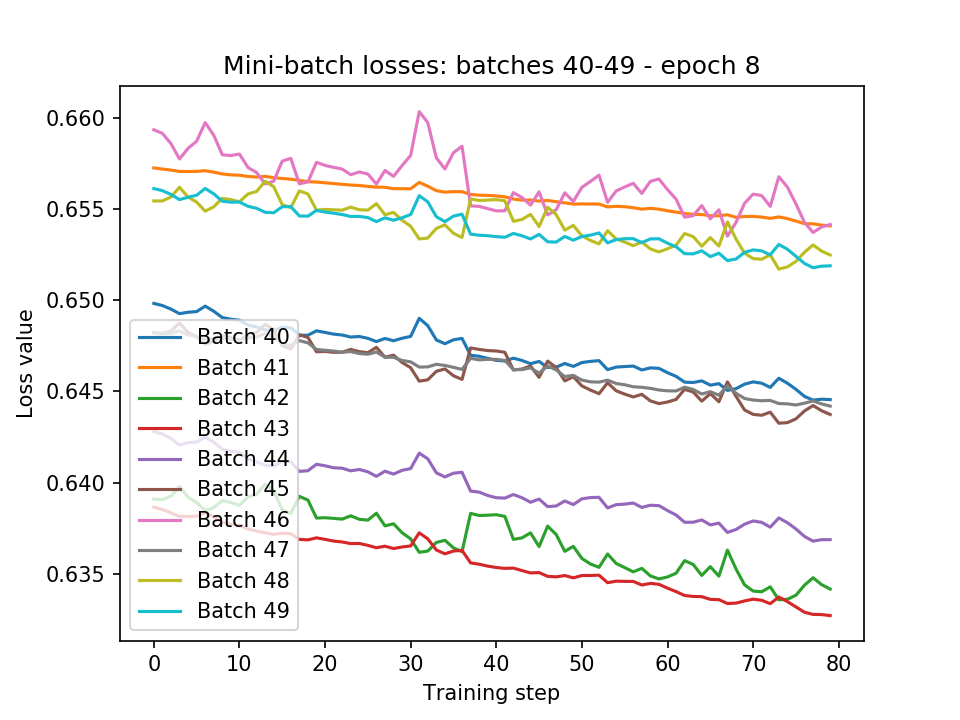 Mini-batch losses: batches 40-49 - epoch 8
0.660
0.655
0.650
0.645
0.640
0.635
Loss value
Batch 40
Batch 41
Batch 42
Batch 43
Batch 44
Batch 45
Batch 46
Batch 47
Batch 48
Batch 49
0 10 20 30 40 50 60 70 80
Training step